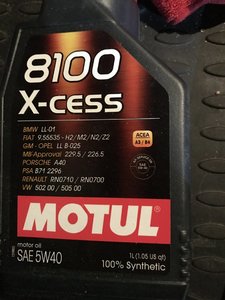 8100
X-cess
BMW LL-01
FIAT 9.55535 - H2/M2/N2/Z2
GM - OPEL LL B-025
MB-Approval 229.5 / 226.5
PORSCHE A40
PSA B71 2296
RENAULT RN0710 / RN0700
VW 502 00 / 505 00
ACEA
A3 / B4
MOTUL
motor oil
SAE 5W40
1L (1.05 US qt)
100% Synthetic